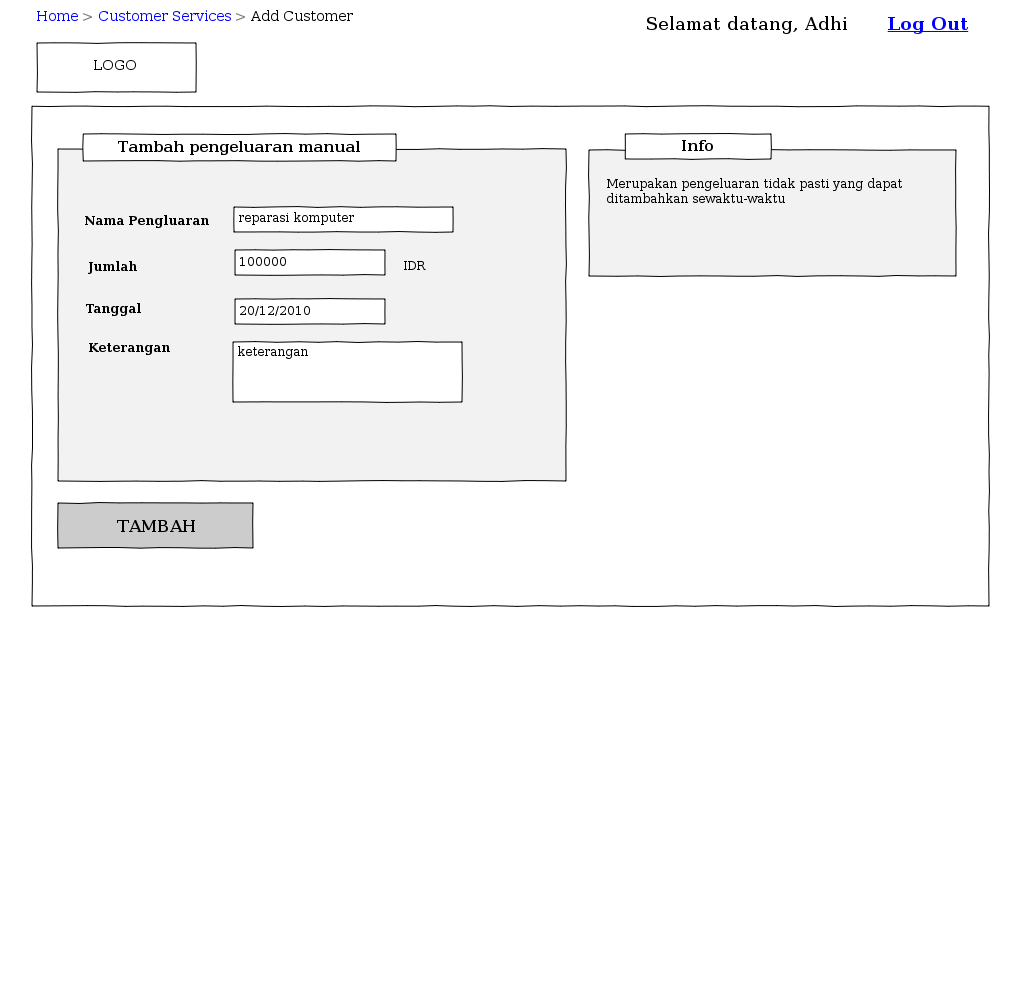 Home > Customer Services > Add Customer
Selamat datang, Adhi
Log Out
LOGO
Tambah pengeluaran manual
Nama Pengluaran
reparasi komputer
Jumlah
100000
IDR
Tanggal
20/12/2010
Keterangan
keterangan
TAMBAH
Info
Merupakan pengeluaran tidak pasti yang dapat
ditambahkan sewaktu-waktu